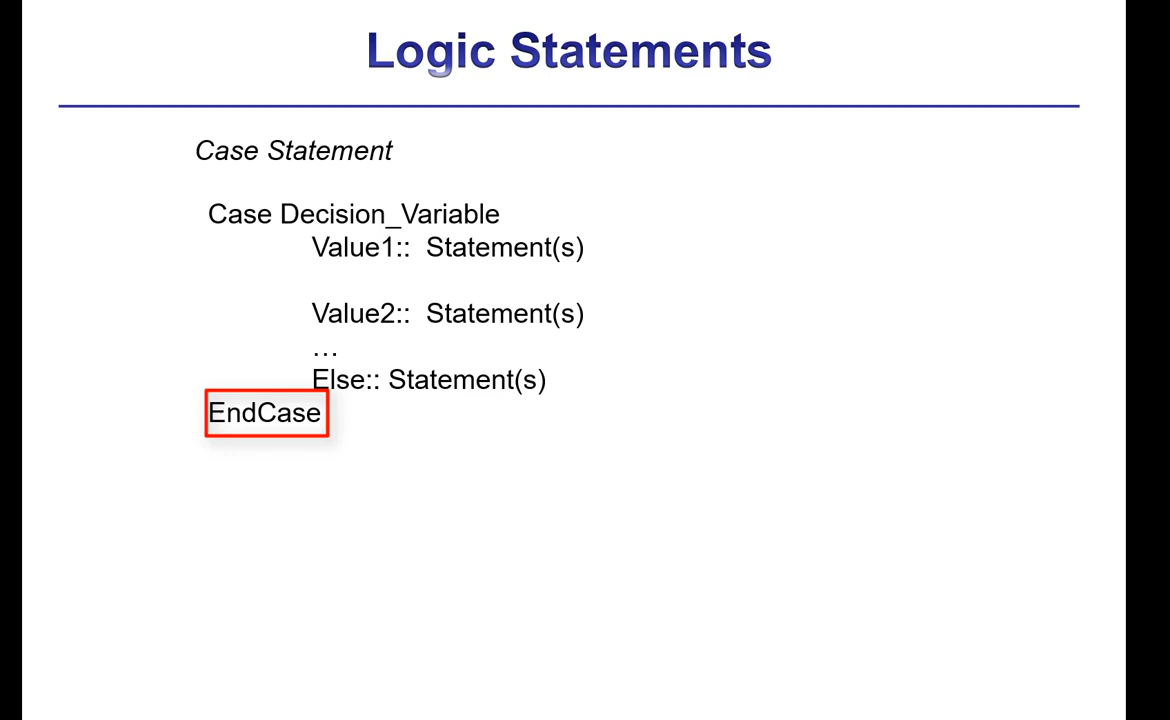 Logic Statements
Case Statement
Case Decision_Variable
Value1:: Statement(s)
Value2:: Statement(s)
…
Else:: Statement(s)
EndCase